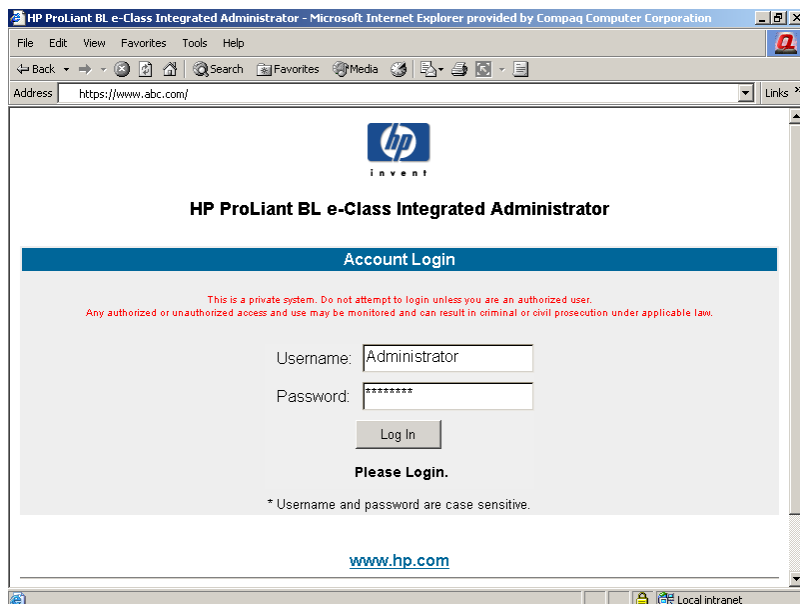 HP ProLiant BL e-Class Integrated Administrator - Microsoft Internet Explorer provided by Compaq Computer Corporation
File Edit View Favorites Tools Help
Back Search Favorites Media
Address https://www.abc.com/ Links »
hp
invent
HP ProLiant BL e-Class Integrated Administrator
Account Login
This is a private system. Do not attempt to login unless you are an authorized user.
Any authorized or unauthorized access and use may be monitored and can result in criminal or civil prosecution under applicable law.
Username: Administrator
Password: ********
Log In
Please Login.
* Username and password are case sensitive.
www.hp.com
Local intranet